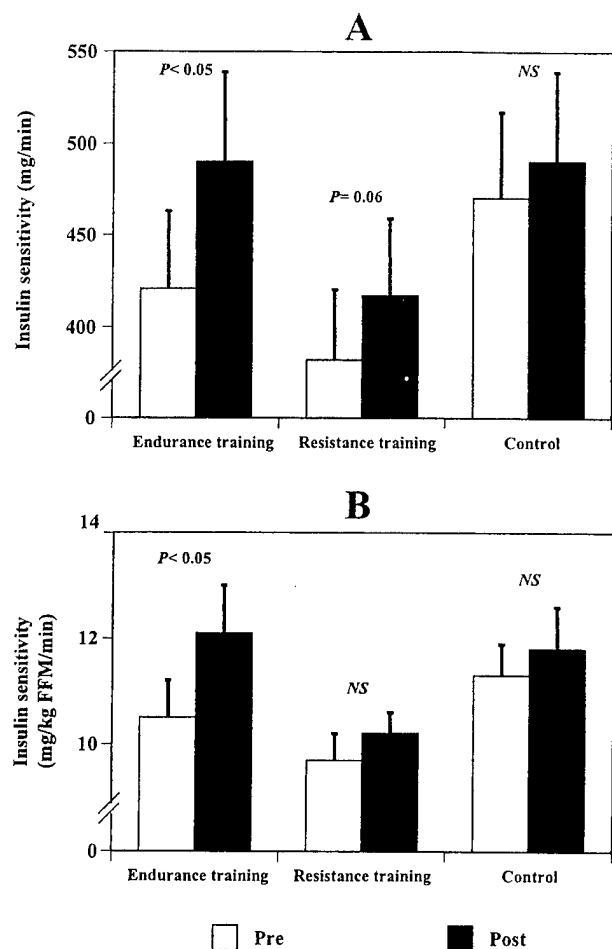 A
Insulin sensitivity (mg/min)
550
500
450
400
0
P< 0.05
P= 0.06
NS
Endurance training
Resistance training
Control
B
Insulin sensitivity
(mg/kg FFM/min)
14
12
10
0
P< 0.05
NS
NS
Endurance training
Resistance training
Control
Pre
Post